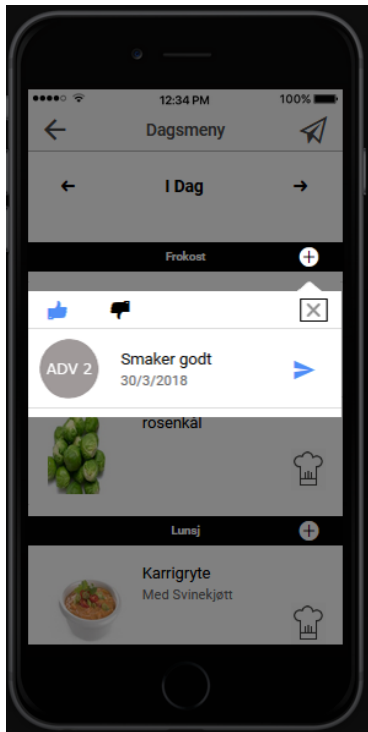 12:34 PM
100%
Dagsmeny
I Dag
Frokost
ADV 2
Smaker godt
30/3/2018
rosenkål
Lunsj
Karrigryte
Med Svinekjøtt